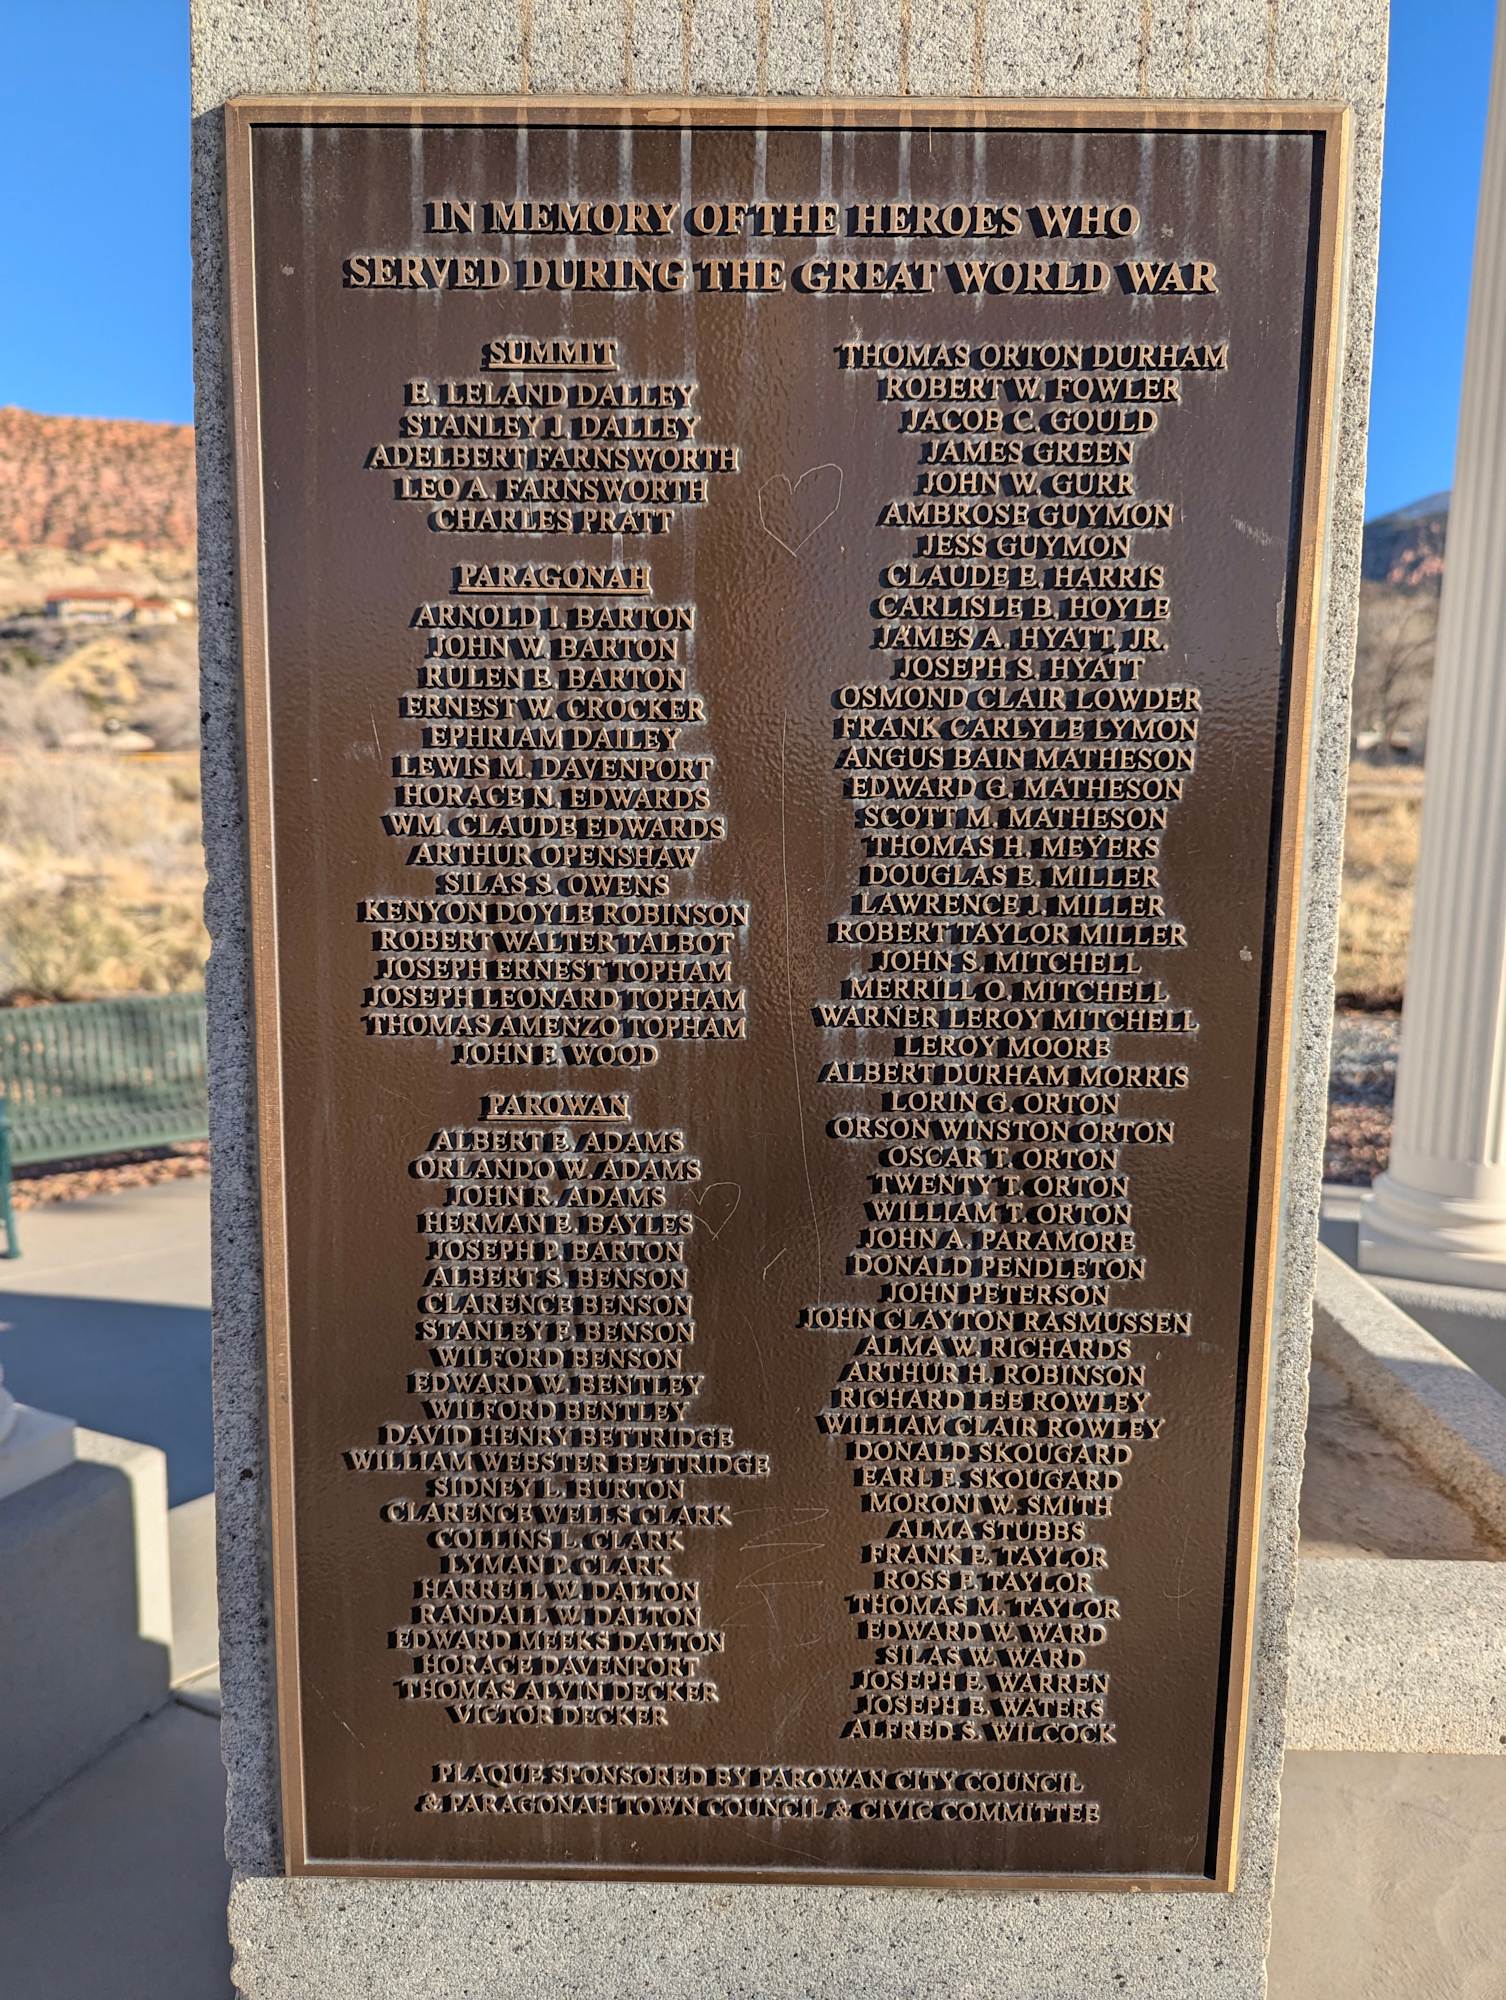 IN MEMORY OF THE HEROES WHO
SERVED DURING THE GREAT WORLD WAR
SUMMIT
E. LELAND DALLEY
STANLEY J. DALLEY
ADELBERT FARNSWORTH
LEO A. FARNSWORTH
CHARLES PRATT
PARAGONAH
ARNOLD I. BARTON
JOHN W. BARTON
RULEN E. BARTON
ERNEST W. CROCKER
EPHRIAM DAILEY
LEWIS M. DAVENPORT
HORACE N. EDWARDS
WM. CLAUDE EDWARDS
ARTHUR OPENSHAW
SILAS S. OWENS
KENYON DOYLE ROBINSON
ROBERT WALTER TALBOT
JOSEPH ERNEST TOPHAM
JOSEPH LEONARD TOPHAM
THOMAS AMENZO TOPHAM
JOHN F. WOOD
PAROWAN
ALBERT E. ADAMS
ORLANDO W. ADAMS
JOHN R. ADAMS
HERMAN E. BAYLES
JOSEPH P. BARTON
ALBERT S. BENSON
CLARENCE BENSON
STANLEY F. BENSON
WILFORD BENSON
EDWARD W. BENTLEY
WILFORD BENTLEY
DAVID HENRY BETTRIDGE
WILLIAM WEBSTER BETTRIDGE
SIDNEY L. BURTON
CLARENCE WELLS CLARK
COLLINS L. CLARK
LYMAN P. CLARK
HARRELL W. DALTON
RANDALL W. DALTON
EDWARD MEEKS DALTON
HORACE DAVENPORT
THOMAS ALVIN DECKER
VICTOR DECKER
THOMAS ORTON DURHAM
ROBERT W. FOWLER
JACOB C. GOULD
JAMES GREEN
JOHN W. GURR
AMBROSE GUYMON
JESS GUYMON
CLAUDE E. HARRIS
CARLISLE B. HOYLE
JAMES A. HYATT, JR.
JOSEPH S. HYATT
OSMOND CLAIR LOWDER
FRANK CARLYLE LYMON
ANGUS BAIN MATHESON
EDWARD G. MATHESON
SCOTT M. MATHESON
THOMAS H. MEYERS
DOUGLAS E. MILLER
LAWRENCE J. MILLER
ROBERT TAYLOR MILLER
JOHN S. MITCHELL
MERRILL O. MITCHELL
WARNER LEROY MITCHELL
LEROY MOORE
ALBERT DURHAM MORRIS
LORIN G. ORTON
ORSON WINSTON ORTON
OSCAR T. ORTON
TWENTY T. ORTON
WILLIAM T. ORTON
JOHN A. PARAMORE
DONALD PENDLETON
JOHN PETERSON
JOHN CLAYTON RASMUSSEN
ALMA W. RICHARDS
ARTHUR H. ROBINSON
RICHARD LEE ROWLEY
WILLIAM CLAIR ROWLEY
DONALD SKOUGARD
EARL F. SKOUGARD
MORONI W. SMITH
ALMA STUBBS
FRANK E. TAYLOR
ROSS F. TAYLOR
THOMAS M. TAYLOR
EDWARD W. WARD
SILAS W. WARD
JOSEPH E. WARREN
JOSEPH E. WATERS
ALFRED S. WILCOCK
PLAQUE SPONSORED BY PAROWAN CITY COUNCIL
& PARAGONAH TOWN COUNCIL & CIVIC COMMITTEE